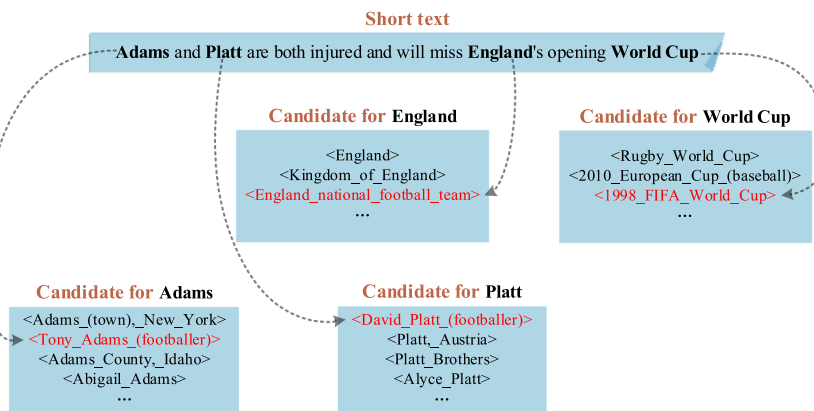 Short text
Adams and Platt are both injured and will miss England's opening World Cup
Candidate for England
<England>
<Kingdom_of_England>
<England_national_football_team>
...
Candidate for World Cup
<Rugby_World_Cup>
<2010_European_Cup_(baseball)>
<1998_FIFA_World_Cup>
...
Candidate for Adams
<Adams_(town),_New_York>
<Tony_Adams_(footballer)>
<Adams_County,_Idaho>
<Abigail_Adams>
...
Candidate for Platt
<David_Platt_(footballer)>
<Platt,_Austria>
<Platt_Brothers>
<Alyce_Platt>
...